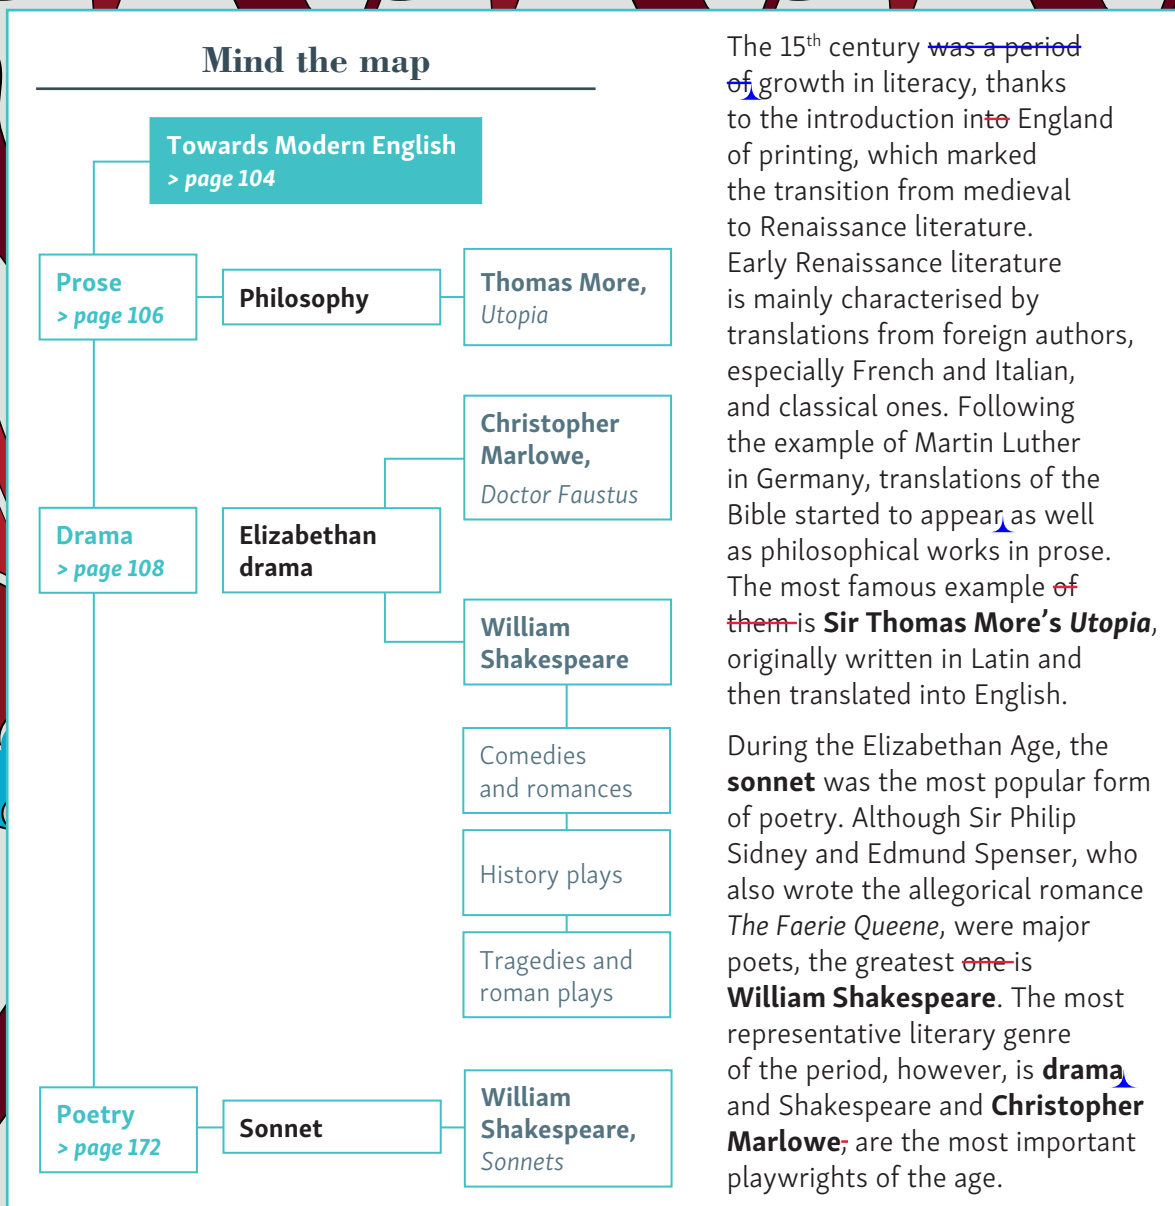 Mind the map
Towards Modern English
> page 104
Prose
> page 106
Philosophy
Thomas More,
Utopia
Christopher
Marlowe,
Doctor Faustus
Drama
> page 108
Elizabethan
drama
William
Shakespeare
Comedies
and romances
History plays
Tragedies and
roman plays
Poetry
> page 172
Sonnet
William
Shakespeare,
Sonnets
The 15th century was a period
of growth in literacy, thanks
to the introduction into England
of printing, which marked
the transition from medieval
to Renaissance literature.
Early Renaissance literature
is mainly characterised by
translations from foreign authors,
especially French and Italian,
and classical ones. Following
the example of Martin Luther
in Germany, translations of the
Bible started to appear as well
as philosophical works in prose.
The most famous example of
them is Sir Thomas More's Utopia,
originally written in Latin and
then translated into English.
During the Elizabethan Age, the
sonnet was the most popular form
of poetry. Although Sir Philip
Sidney and Edmund Spenser, who
also wrote the allegorical romance
The Faerie Queene, were major
poets, the greatest one is
William Shakespeare. The most
representative literary genre
of the period, however, is drama
and Shakespeare and Christopher
Marlowe, are the most important
playwrights of the age.